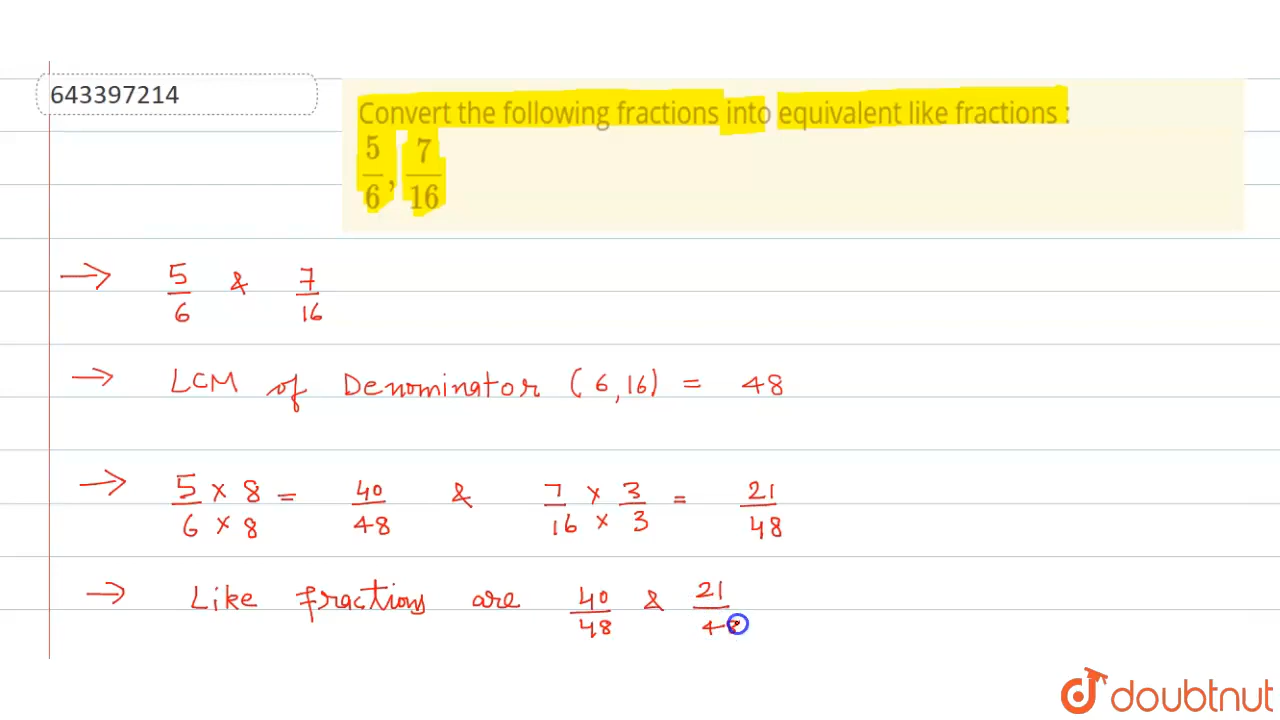 643397214
Convert the following fractions into equivalent like fractions :
5/6, 7/16
→ 5/6 & 7/16
→ LCM of Denominator (6,16) = 48
→ 5 × 8 / 6 × 8 = 40/48 & 7/16 × 3/3 = 21/48
→ Like fractions are 40/48 & 21/48
doubtnut